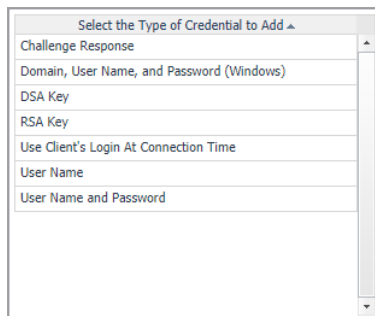 Select the Type of Credential to Add
Challenge Response
Domain, User Name, and Password (Windows)
DSA Key
RSA Key
Use Client's Login At Connection Time
User Name
User Name and Password